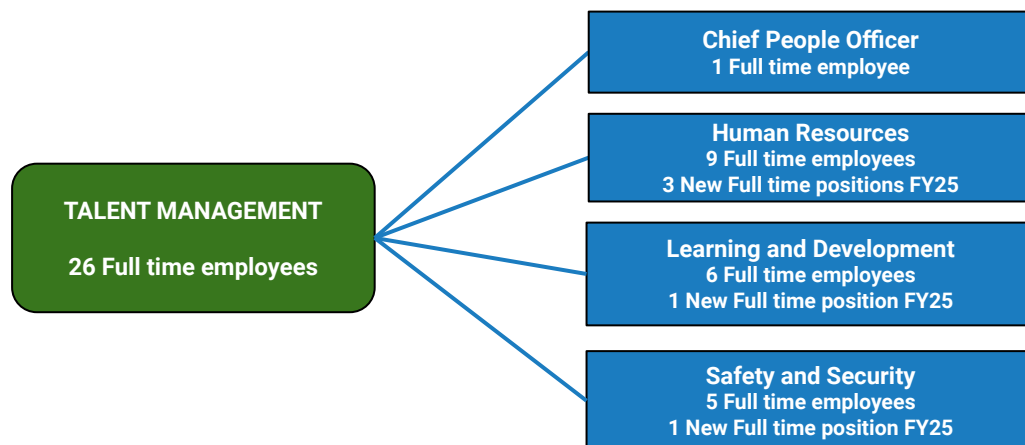 TALENT MANAGEMENT
26 Full time employees
Chief People Officer
1 Full time employee
Human Resources
9 Full time employees
3 New Full time positions FY25
Learning and Development
6 Full time employees
1 New Full time position FY25
Safety and Security
5 Full time employees
1 New Full time position FY25